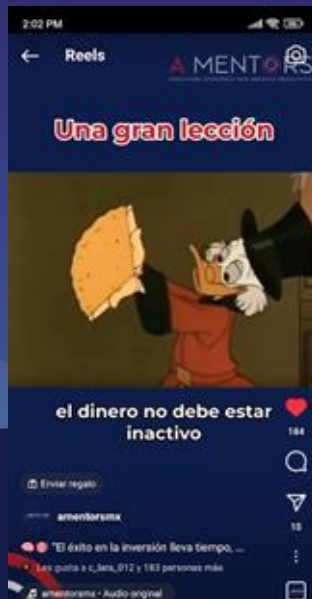 2:02 PM
Reels
A MENTORS
Una gran lección
el dinero no debe estar
inactivo
184
Enviar regalo
amentorsmx
10
"El éxito en la inversión lleva tiempo, ...
Les gusta a c_lara_012 y 183 personas más
amentorsmx • Audio original